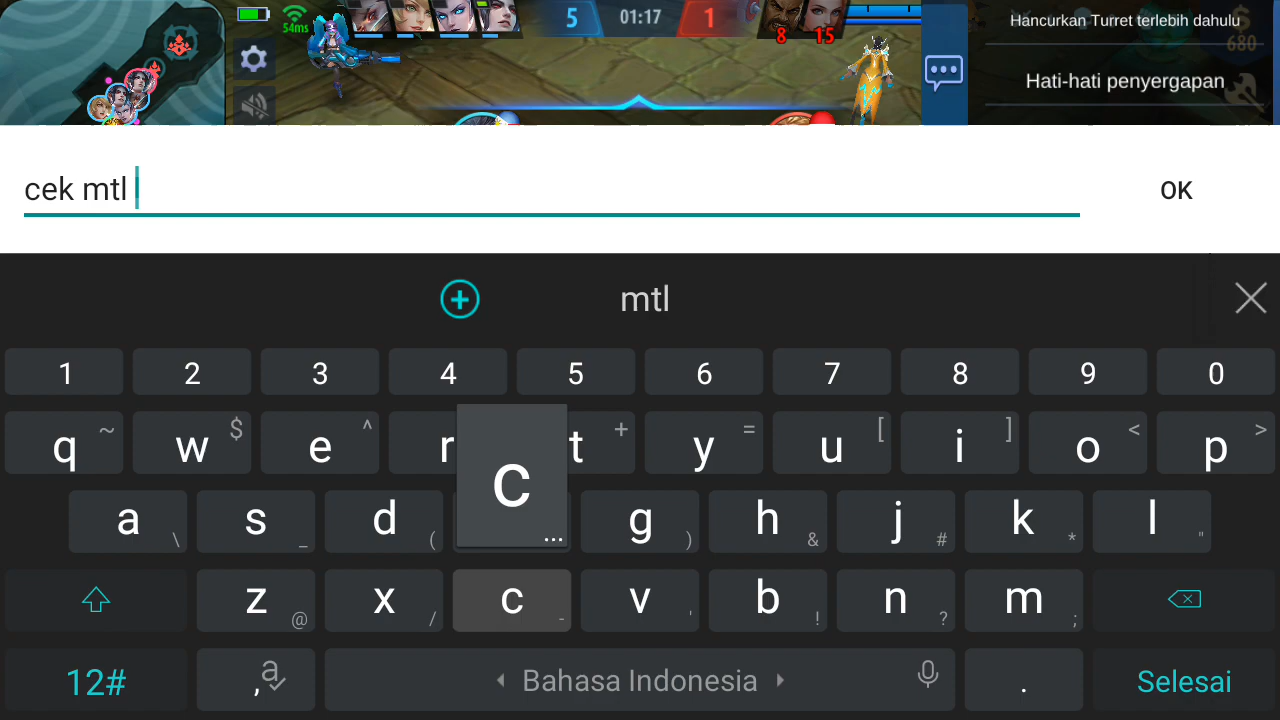 54ms
5 01:17 1
8 15
Hancurkan Turret terlebih dahulu
680
Hati-hati penyergapan
cek mtl
OK
mtl
1 2 3 4 5 6 7 8 9 0
q ~ w $ e ^ r t + y = u [ i ] o < p >
c ...
a \ s _ d ( g ) h & j # k * l "
z @ x / c - v ' b ! n ? m ;
12# , a Bahasa Indonesia . Selesai